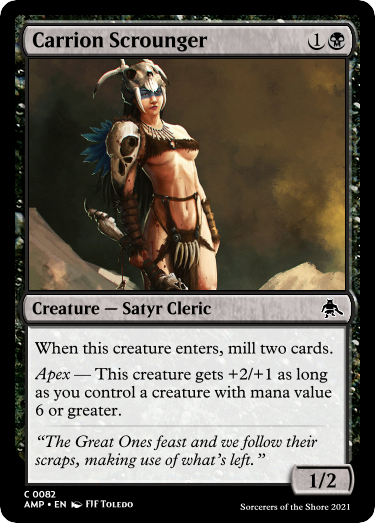 Carrion Scrounger 1
Creature — Satyr Cleric
When this creature enters, mill two cards.
Apex — This creature gets +2/+1 as long
as you control a creature with mana value
6 or greater.
“The Great Ones feast and we follow their
scraps, making use of what’s left.”
1/2
C 0082
AMP • EN FIF TOLEDO
Sorcerers of the Shore 2021